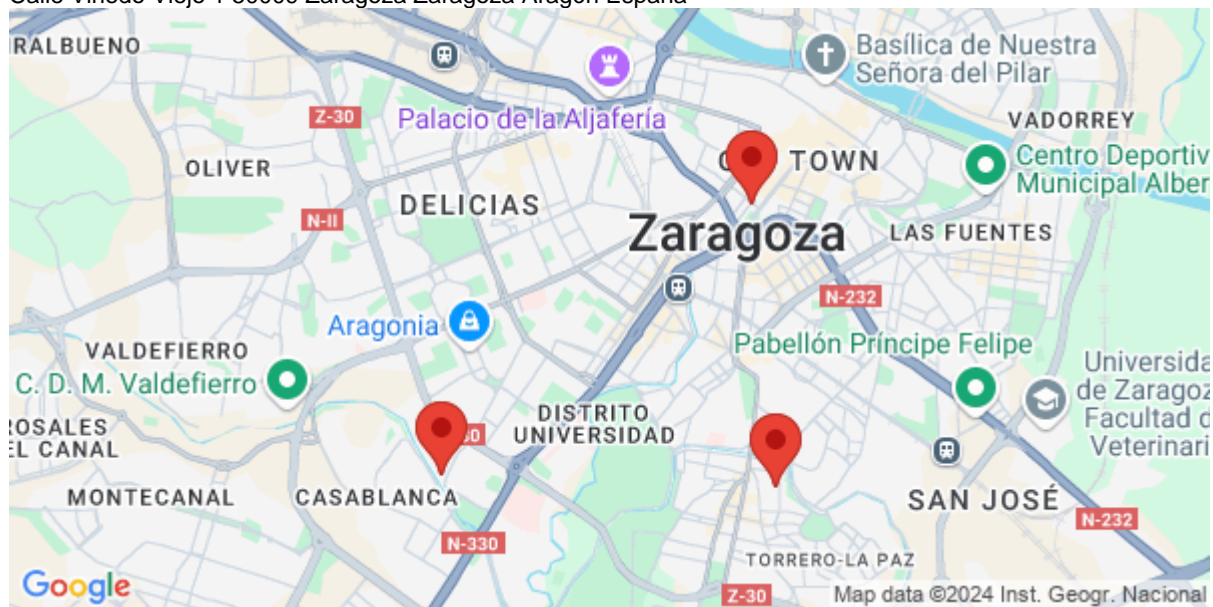 Calle Viñedo Viejo 1 50009 Zaragoza Zaragoza Aragón España
RALBUENO
Basílica de Nuestra
Señora del Pilar
Z-30
Palacio de la Aljafería
VADORREY
OLIVER
TOWN
Centro Deportiv
Municipal Alber
DELICIAS
N-II
Zaragoza
LAS FUENTES
N-232
Aragonia
Pabellón Príncipe Felipe
VALDEFIERRO
C. D. M. Valdefierro
Universida
de Zaragoz
Facultad d
Veterinari
ROSALES
EL CANAL
DISTRITO
UNIVERSIDAD
MONTECANAL
CASABLANCA
SAN JOSÉ
N-232
N-330
TORRERO-LA PAZ
Google
Z-30
Map data ©2024 Inst. Geogr. Nacional